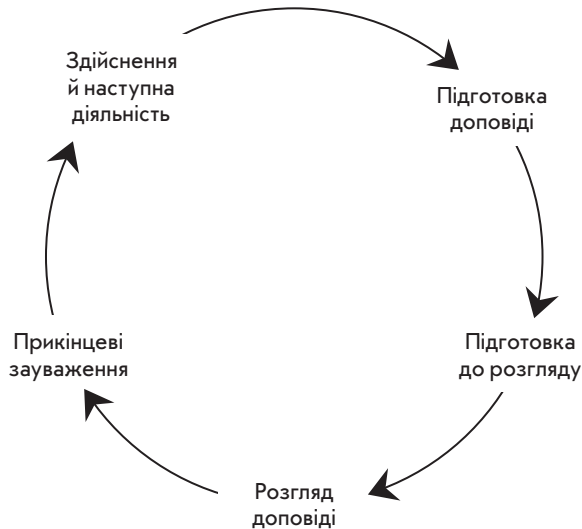 Здійснення
й наступна
діяльність
Підготовка
доповіді
Підготовка
до розгляду
Розгляд
доповіді
Прикінцеві
зауваження